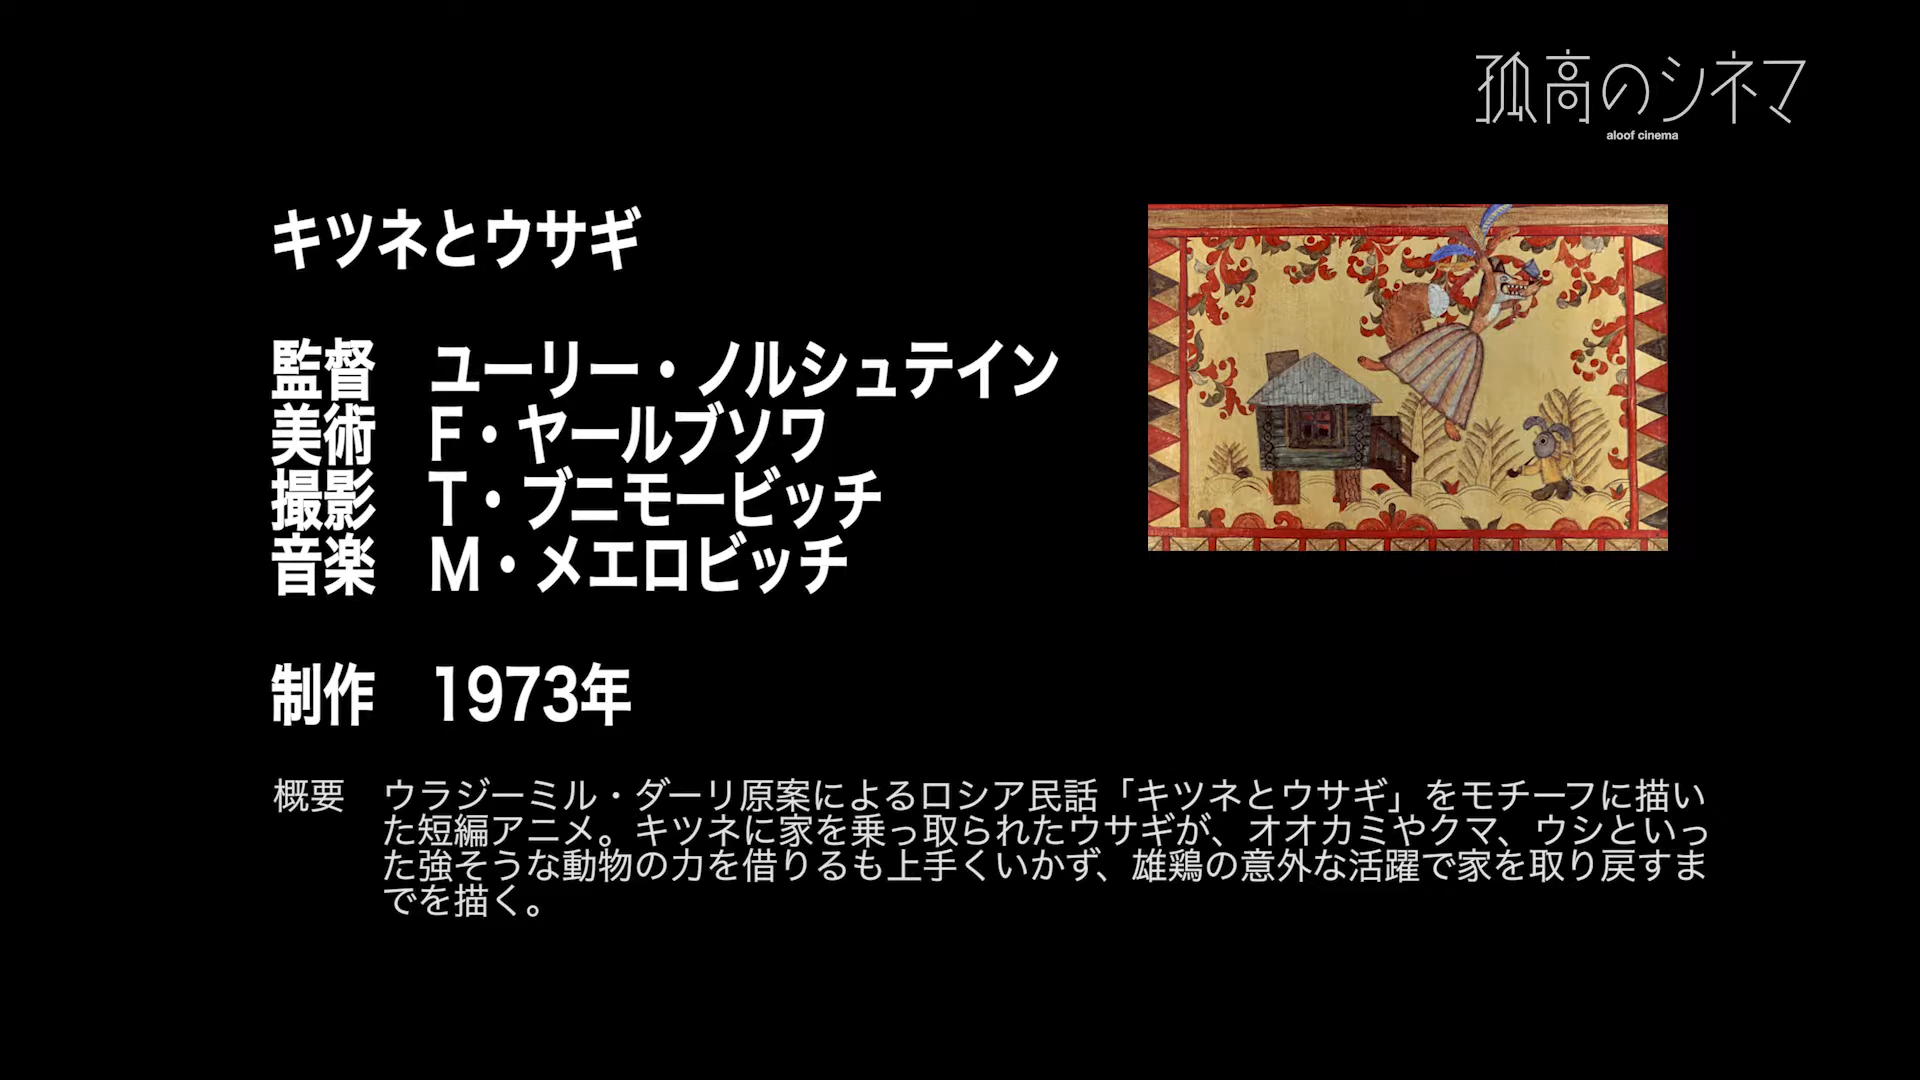 孤高のシネマ
aloof cinema
キツネとウサギ
監督　ユーリー・ノルシュテイン
美術　F・ヤールブソワ
撮影　T・ブニモービッチ
音楽　M・メエロビッチ
制作　1973年
概要　ウラジーミル・ダーリ原案によるロシア民話「キツネとウサギ」をモチーフに描い
た短編アニメ。キツネに家を乗っ取られたウサギが、オオカミやクマ、ウシといっ
た強そうな動物の力を借りるも上手くいかず、雄鶏の意外な活躍で家を取り戻すま
でを描く。